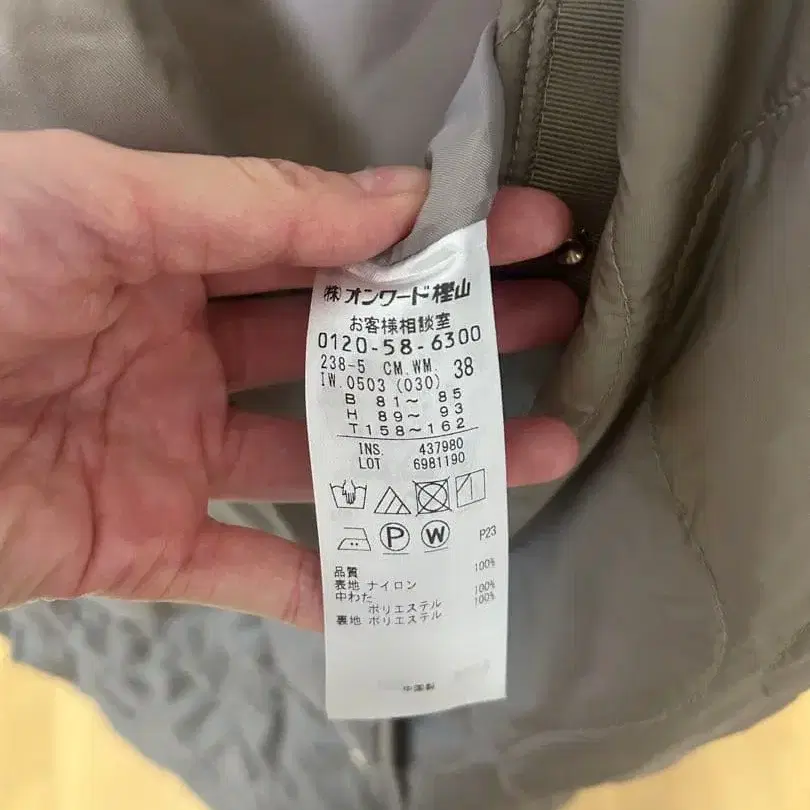 (株)オンワード樫山
お客様相談室
0120-58-6300
238-5 CM.WM. 38
IW.0503 (030)
B 81~ 85
H 89~ 93
T158~162
INS. 437980
LOT 6981190
P W P23
品質
表地 ナイロン 100%
中わた
ポリエステル 100%
裏地 ポリエステル 100%